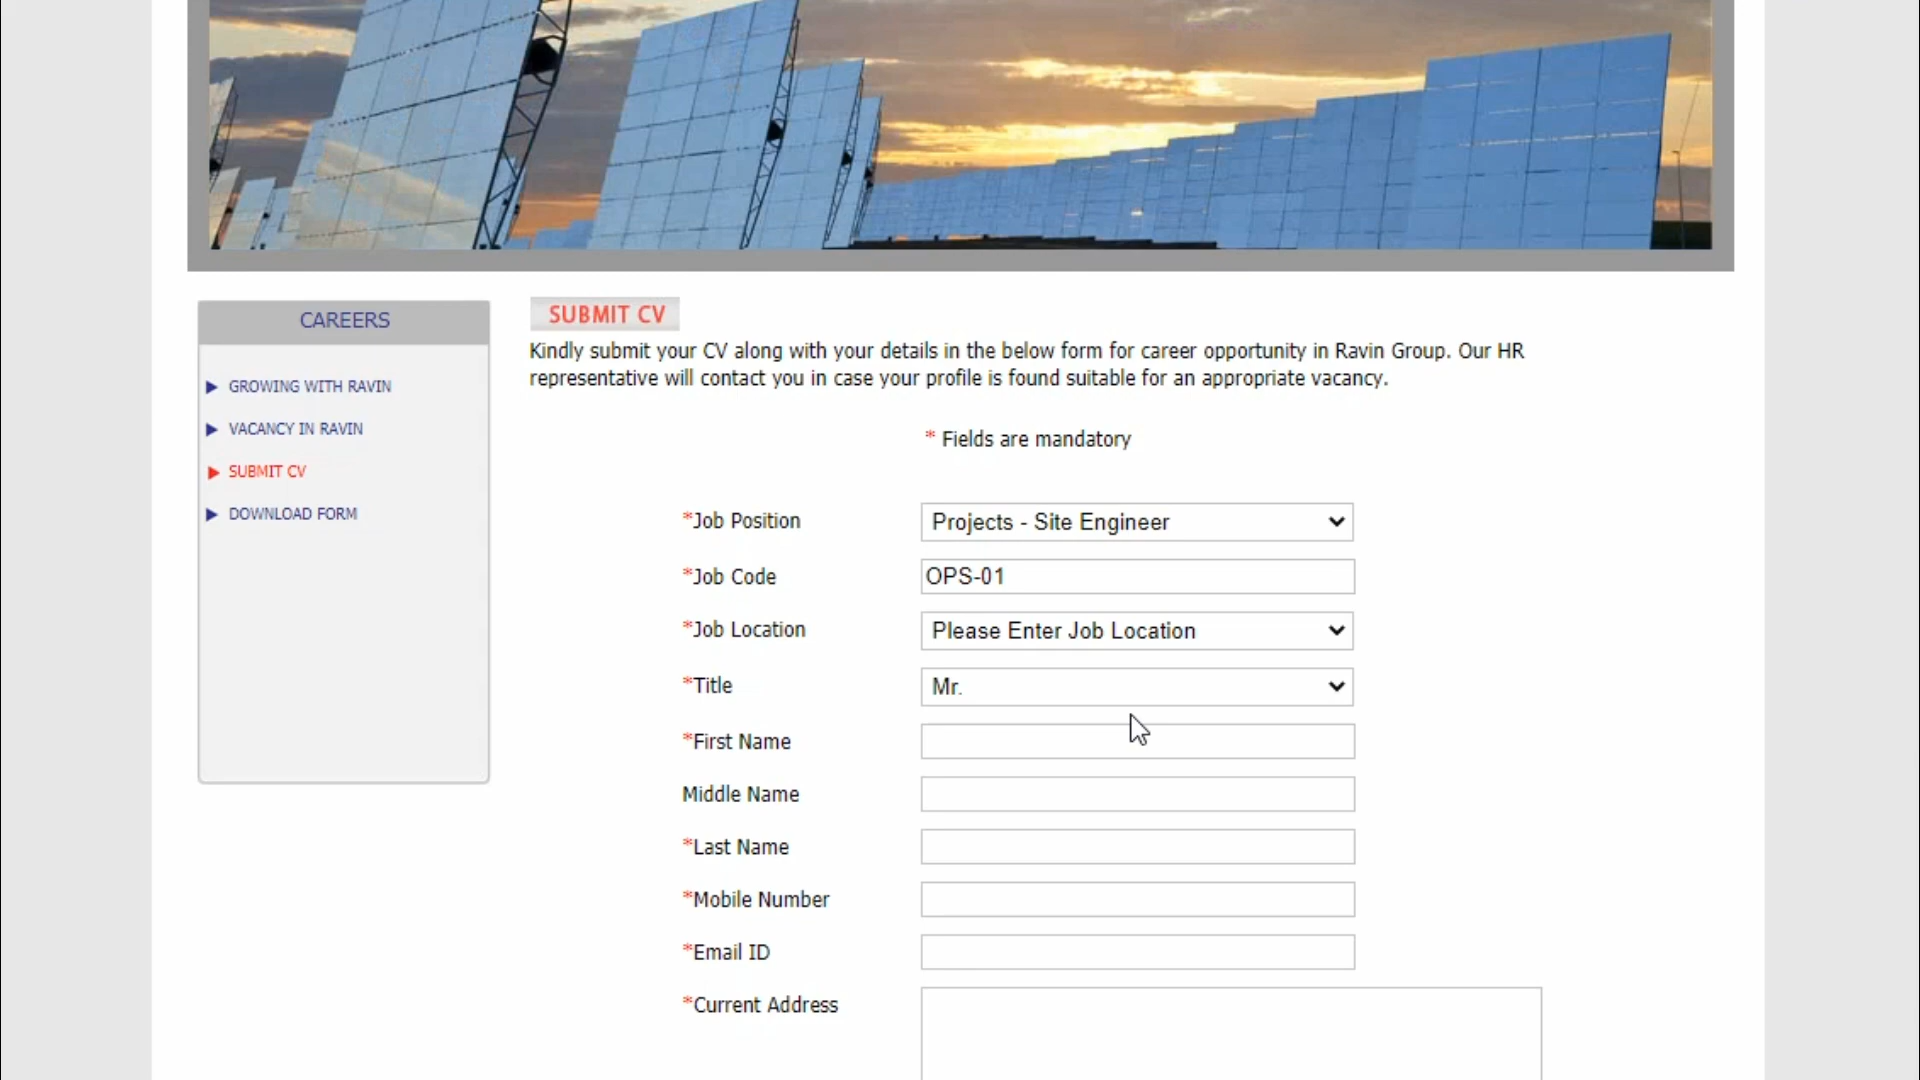 CAREERS
GROWING WITH RAVIN
VACANCY IN RAVIN
SUBMIT CV
DOWNLOAD FORM
SUBMIT CV
Kindly submit your CV along with your details in the below form for career opportunity in Ravin Group. Our HR
representative will contact you in case your profile is found suitable for an appropriate vacancy.
* Fields are mandatory
*Job Position Projects - Site Engineer
*Job Code OPS-01
*Job Location Please Enter Job Location
*Title Mr.
*First Name
Middle Name
*Last Name
*Mobile Number
*Email ID
*Current Address